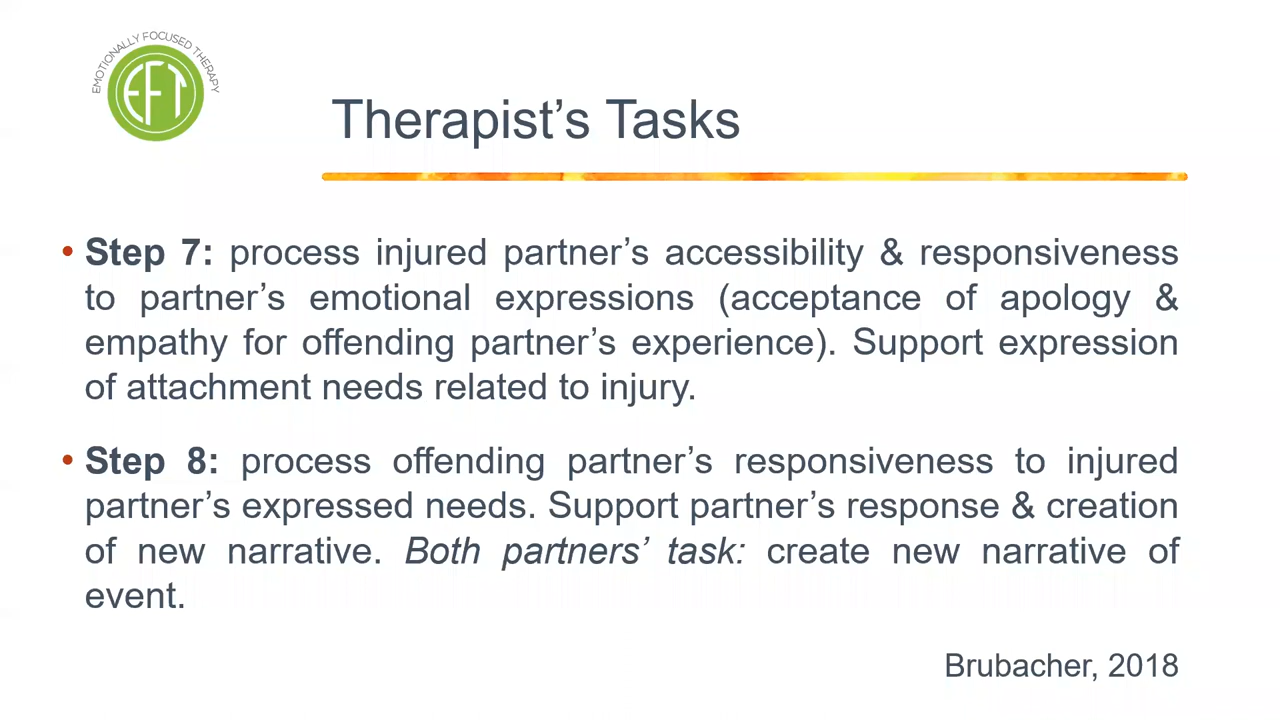 EMOTIONALLY FOCUSED THERAPY
EFT
Therapist’s Tasks
• Step 7: process injured partner’s accessibility & responsiveness
to partner’s emotional expressions (acceptance of apology &
empathy for offending partner’s experience). Support expression
of attachment needs related to injury.
• Step 8: process offending partner’s responsiveness to injured
partner’s expressed needs. Support partner’s response & creation
of new narrative. Both partners’ task: create new narrative of
event.
Brubacher, 2018